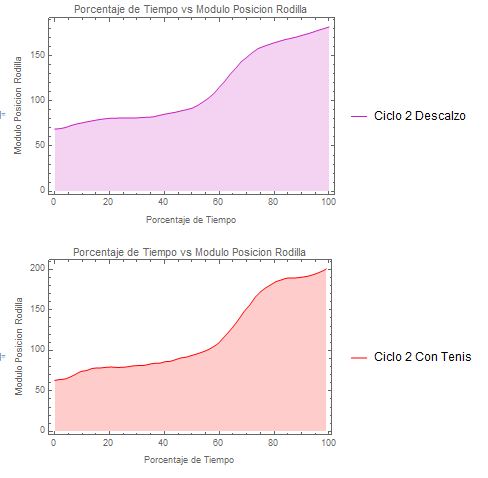 Porcentaje de Tiempo vs Modulo Posicion Rodilla
Modulo Posicion Rodilla
150
100
50
0
0 20 40 60 80 100
Porcentaje de Tiempo
Ciclo 2 Descalzo
Porcentaje de Tiempo vs Modulo Posicion Rodilla
Modulo Posicion Rodilla
200
150
100
50
0
0 20 40 60 80 100
Porcentaje de Tiempo
Ciclo 2 Con Tenis